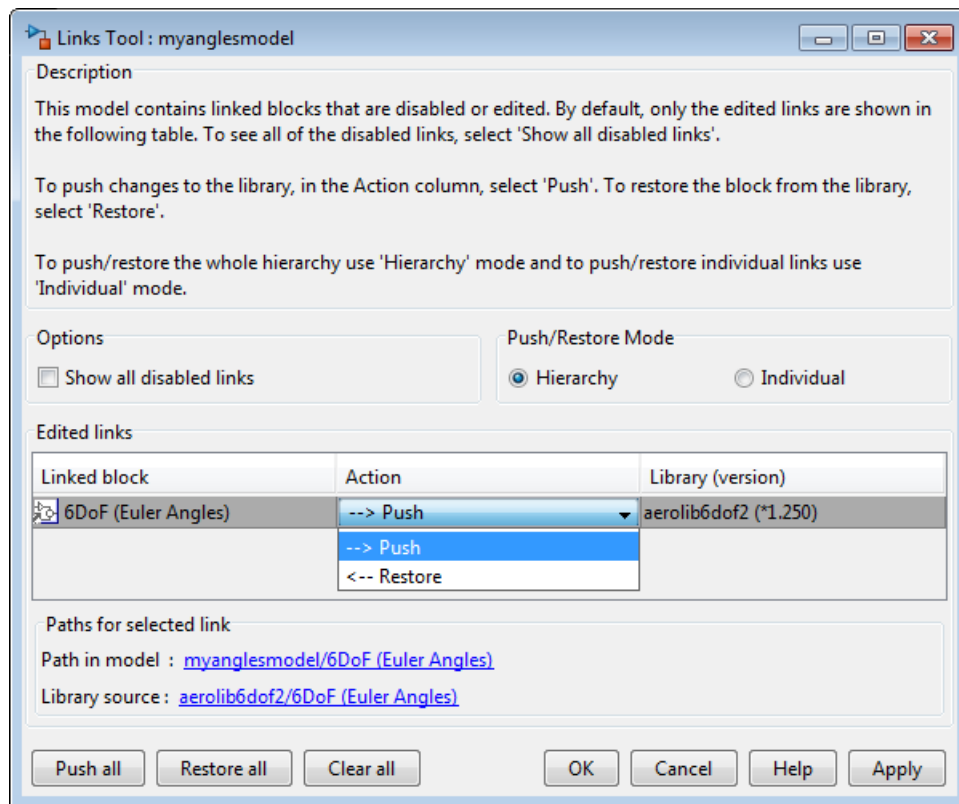 Links Tool : myanglesmodel
Description
This model contains linked blocks that are disabled or edited. By default, only the edited links are shown in
the following table. To see all of the disabled links, select 'Show all disabled links'.
To push changes to the library, in the Action column, select 'Push'. To restore the block from the library,
select 'Restore'.
To push/restore the whole hierarchy use 'Hierarchy' mode and to push/restore individual links use
'Individual' mode.
Options
Show all disabled links
Push/Restore Mode
Hierarchy
Individual
Edited links
Linked block
Action
Library (version)
6DoF (Euler Angles)
--> Push
aerolib6dof2 (*1.250)
--> Push
<-- Restore
Paths for selected link
Path in model : myanglesmodel/6DoF (Euler Angles)
Library source : aerolib6dof2/6DoF (Euler Angles)
Push all
Restore all
Clear all
OK
Cancel
Help
Apply